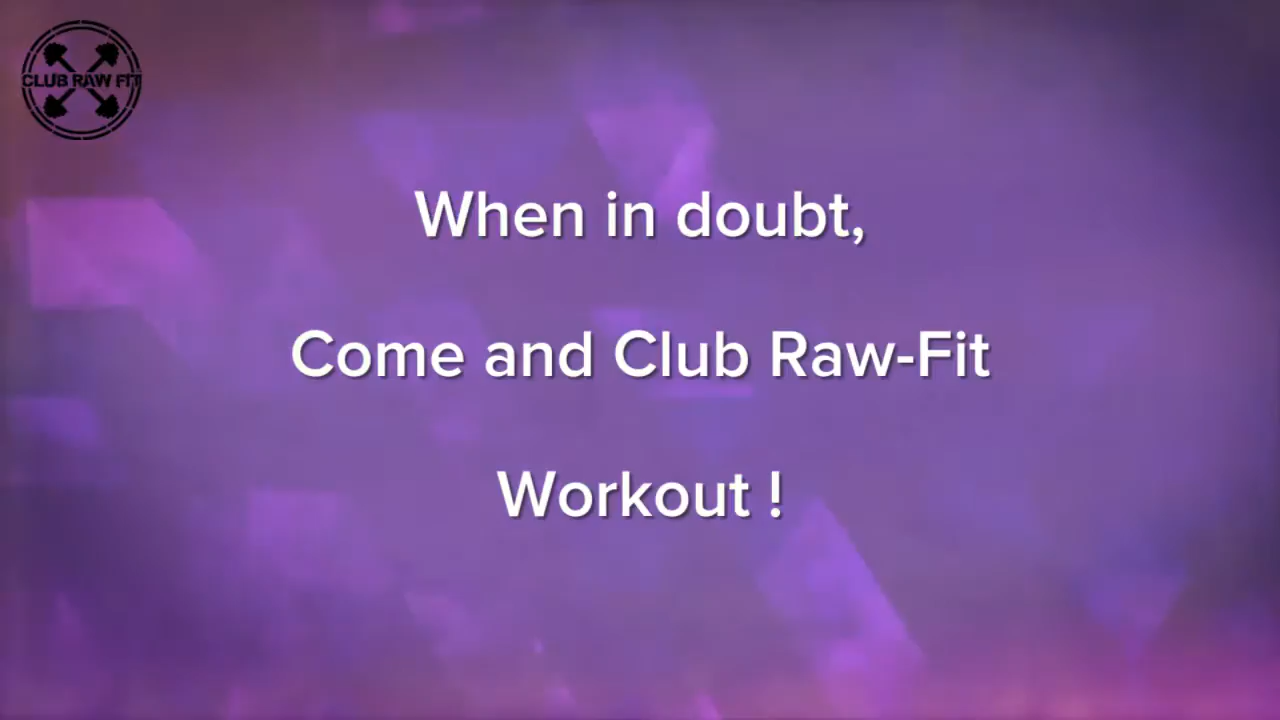 CLUB RAW FIT
When in doubt,
Come and Club Raw-Fit
Workout !